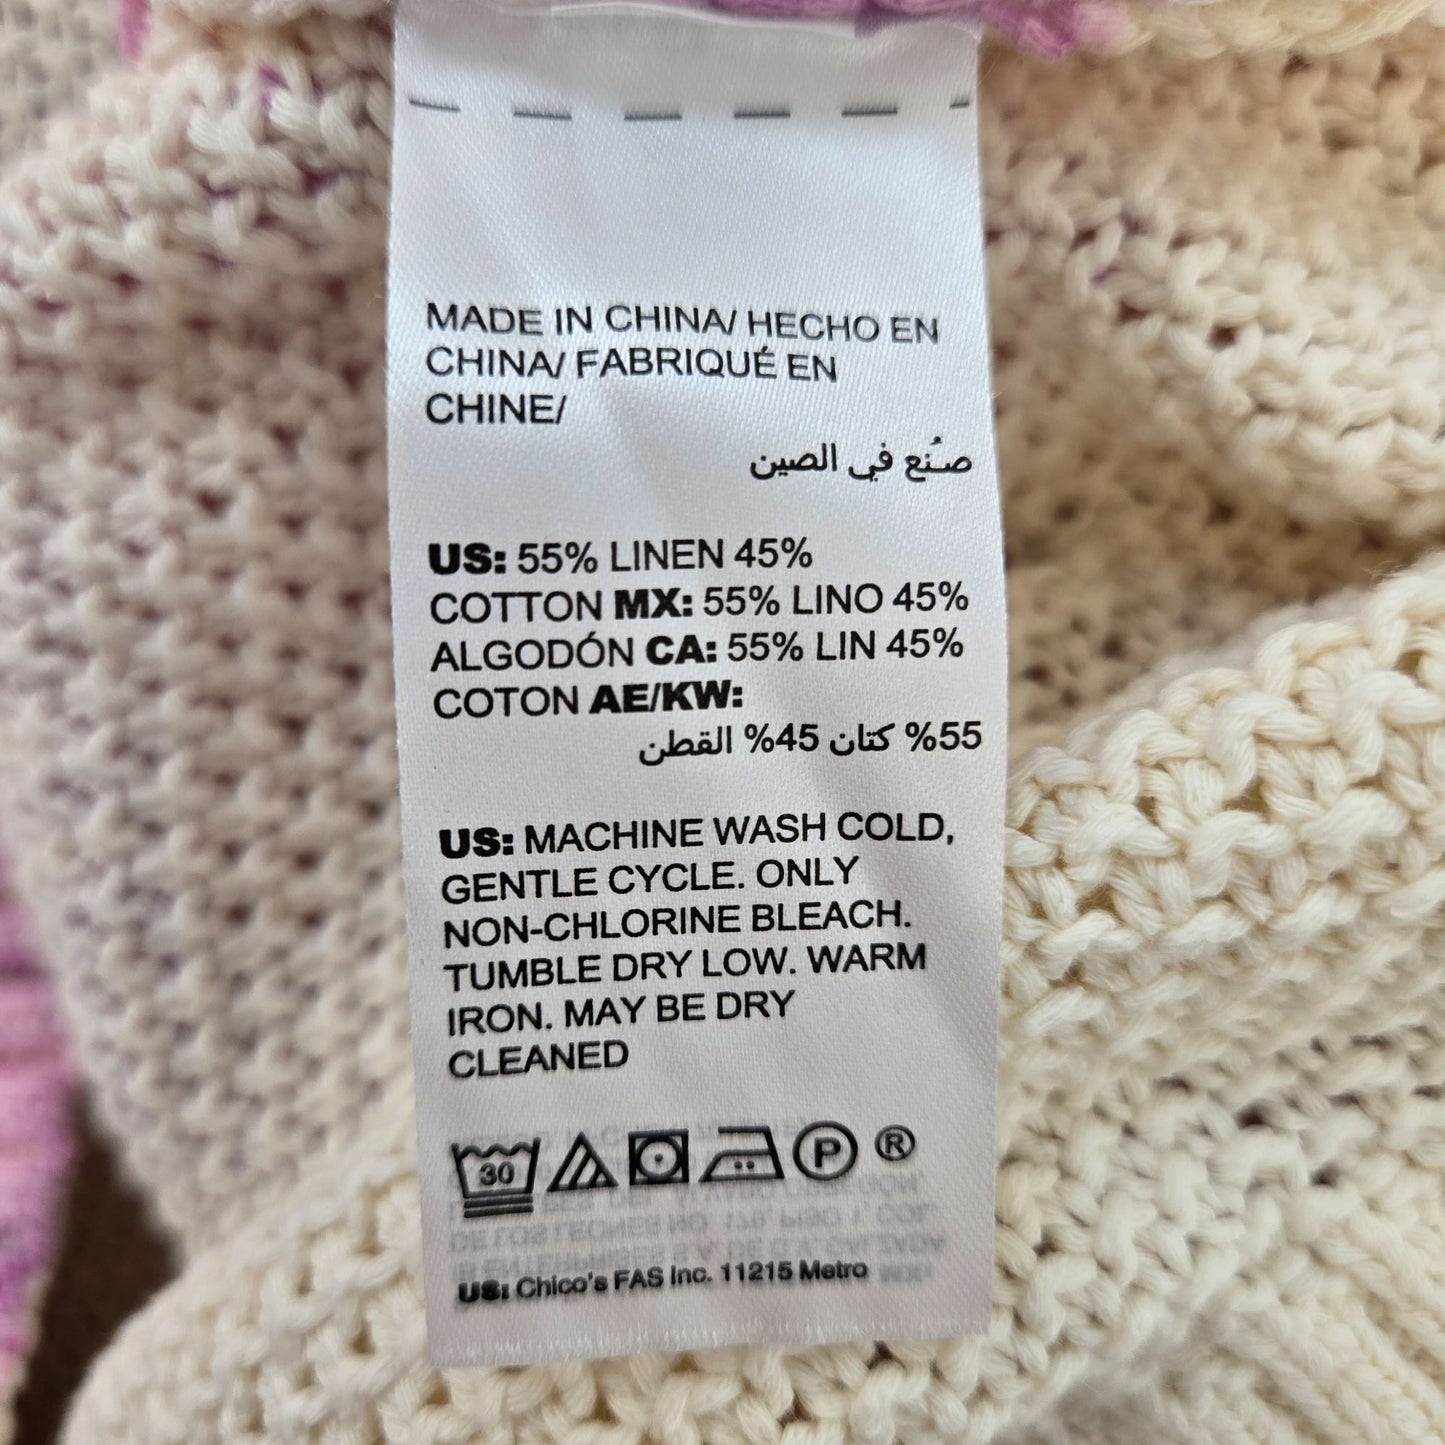 MADE IN CHINA/ HECHO EN
CHINA/ FABRIQUÉ EN
CHINE/
صُنع في الصين
US: 55% LINEN 45%
COTTON MX: 55% LINO 45%
ALGODÓN CA: 55% LIN 45%
COTON AE/KW:
55% كتان 45% القطن
US: MACHINE WASH COLD,
GENTLE CYCLE. ONLY
NON-CHLORINE BLEACH.
TUMBLE DRY LOW. WARM
IRON. MAY BE DRY
CLEANED
30 P ®
US: Chico's FAS Inc. 11215 Metro